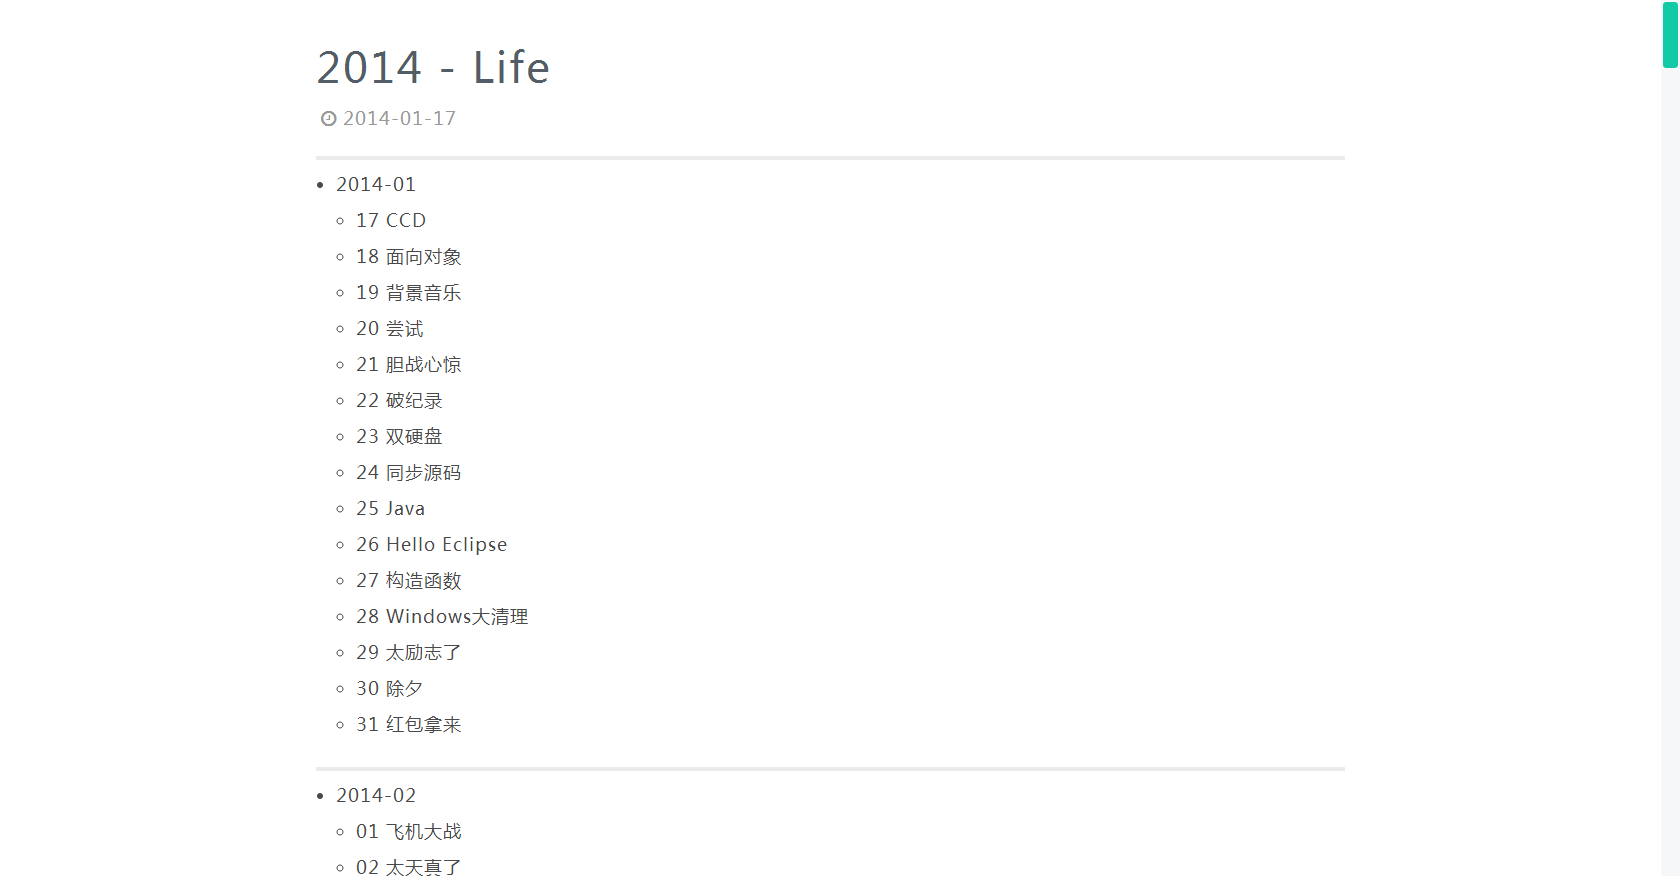 2014 - Life
2014-01-17
2014-01
17 CCD
18 面向对象
19 背景音乐
20 尝试
21 胆战心惊
22 破纪录
23 双硬盘
24 同步源码
25 Java
26 Hello Eclipse
27 构造函数
28 Windows大清理
29 太励志了
30 除夕
31 红包拿来
2014-02
01 飞机大战
02 太天真了